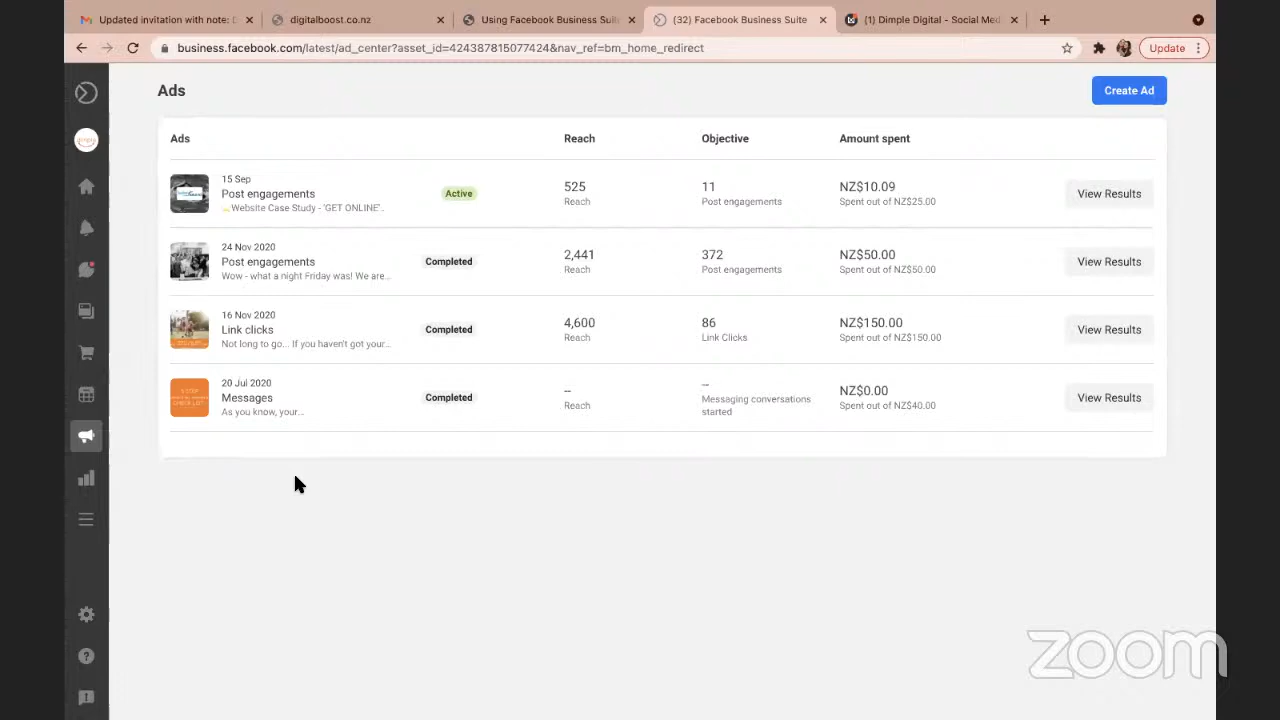 Updated invitation with note: D
digitalboost.co.nz
Using Facebook Business Suite
(32) Facebook Business Suite
(1) Dimple Digital - Social Med
business.facebook.com/latest/ad_center?asset_id=424387815077424&nav_ref=bm_home_redirect
Update
Ads
Create Ad
Ads Reach Objective Amount spent
15 Sep
Post engagements
Website Case Study - 'GET ONLINE'..
Active
525
Reach
11
Post engagements
NZ$10.09
Spent out of NZ$25.00
View Results
24 Nov 2020
Post engagements
Wow - what a night Friday was! We are...
Completed
2,441
Reach
372
Post engagements
NZ$50.00
Spent out of NZ$50.00
View Results
16 Nov 2020
Link clicks
Not long to go... If you haven't got your...
Completed
4,600
Reach
86
Link Clicks
NZ$150.00
Spent out of NZ$150.00
View Results
20 Jul 2020
Messages
As you know, your...
Completed
--
Reach
--
Messaging conversations
started
NZ$0.00
Spent out of NZ$40.00
View Results
zoom